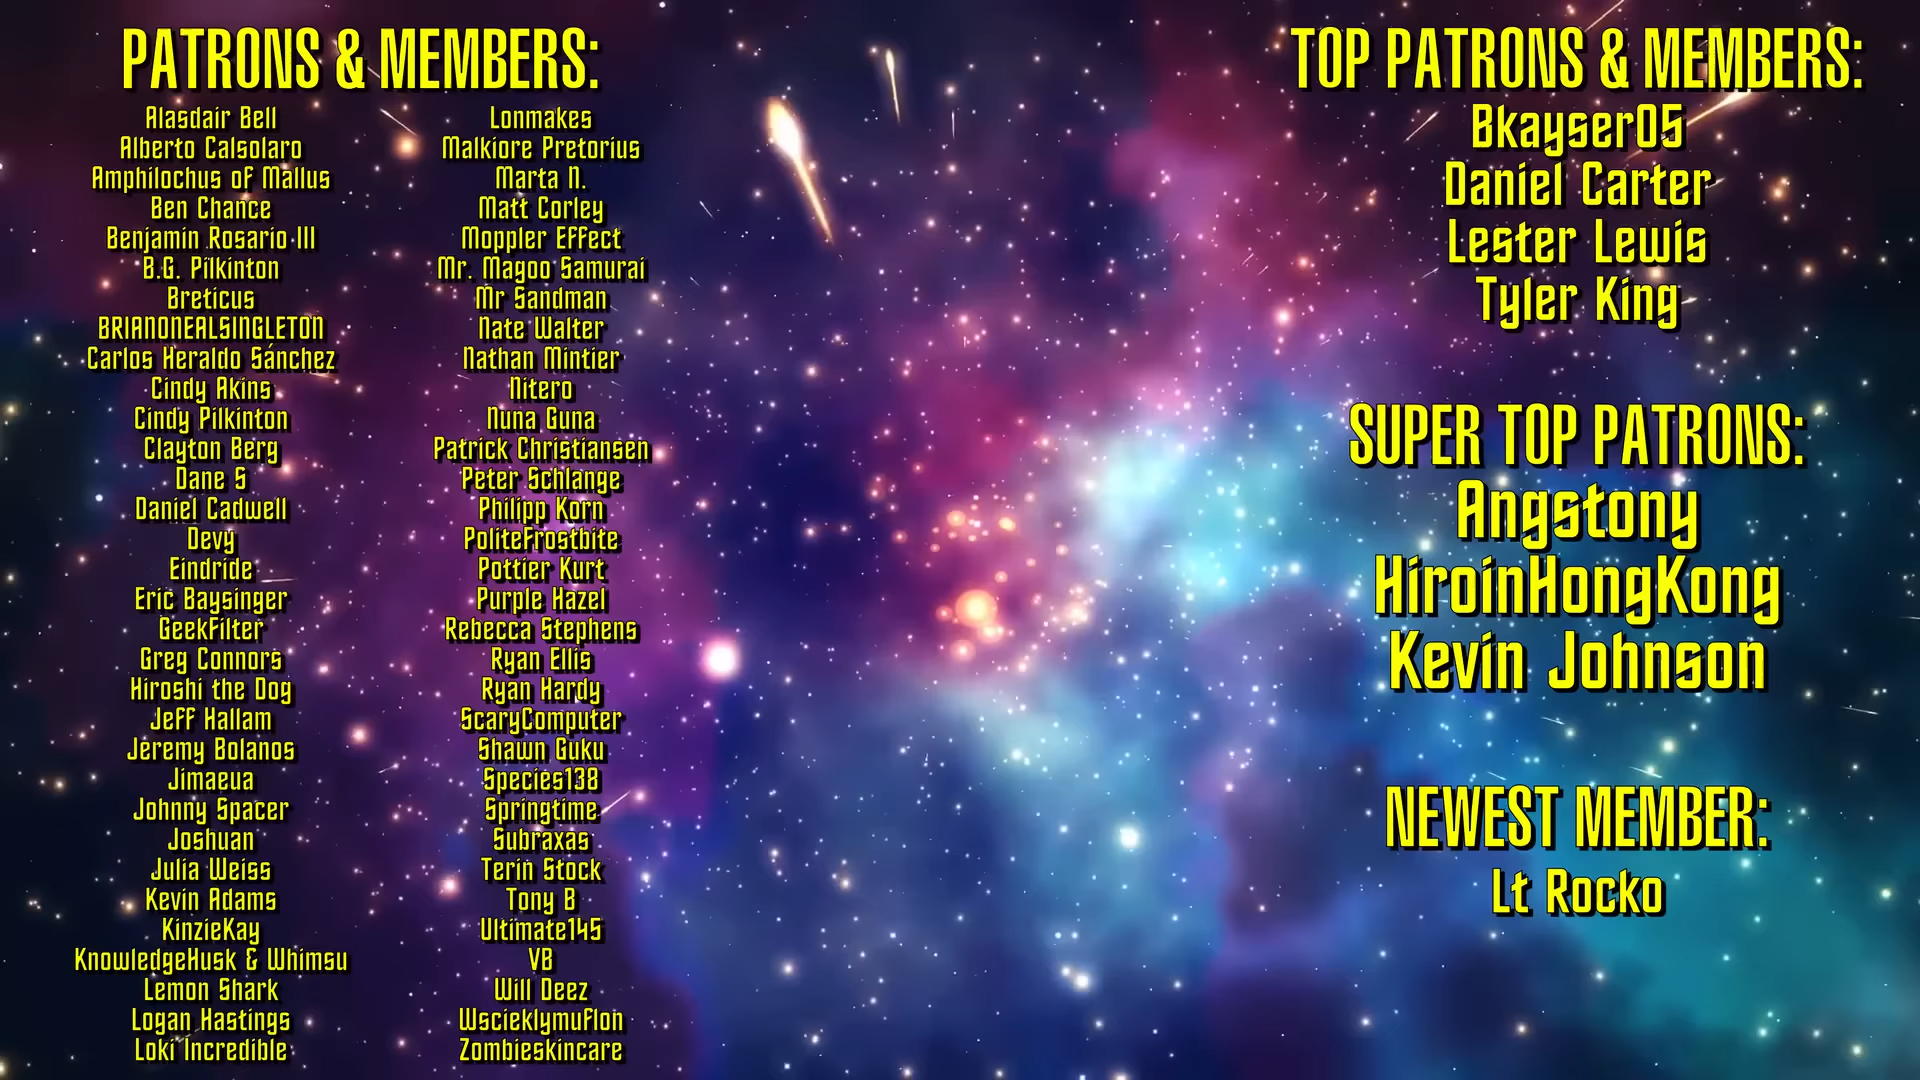 PATRONS & MEMBERS:
Alasdair Bell
Alberto Calsolaro
Amphilochus of Mallus
Ben Chance
Benjamin Rosario III
B.G. Pilkinton
Breticus
BRIANONEALSINGLETON
Carlos Heraldo Sánchez
Cindy Akins
Cindy Pilkinton
Clayton Berg
Dane S
Daniel Cadwell
Devy
Eindride
Eric Baysinger
GeekFilter
Greg Connors
Hiroshi the Dog
Jeff Hallam
Jeremy Bolanos
Jimaeua
Johnny Spacer
Joshuan
Julia Weiss
Kevin Adams
KinzieKay
KnowledgeHusk & Whimsu
Lemon Shark
Logan Hastings
Loki Incredible
Lonmakes
Malkiore Pretorius
Marta N.
Matt Corley
Moppler Effect
Mr. Magoo Samurai
Mr Sandman
Nate Walter
Nathan Mintier
Nitero
Nuna Guna
Patrick Christiansen
Peter Schlange
Philipp Korn
PoliteFrostbite
Pottier Kurt
Purple Hazel
Rebecca Stephens
Ryan Ellis
Ryan Hardy
ScaryComputer
Shawn Guku
Species138
Springtime
Subraxas
Terin Stock
Tony B
Ultimate145
VB
Will Deez
Wscieklymuflon
Zombieskincare
TOP PATRONS & MEMBERS:
Bkayser05
Daniel Carter
Lester Lewis
Tyler King
SUPER TOP PATRONS:
Angstony
HiroinHongKong
Kevin Johnson
NEWEST MEMBER:
Lt Rocko